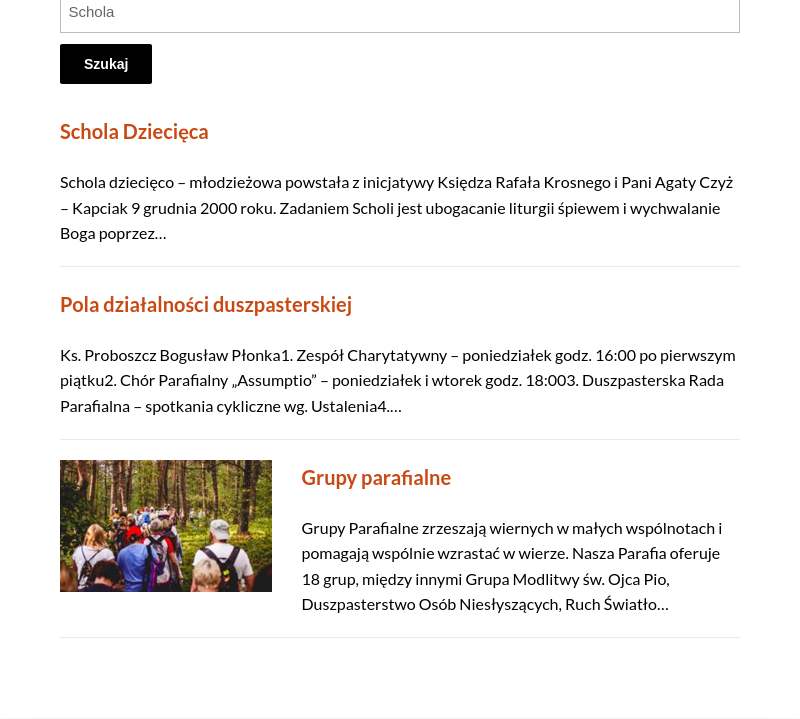 Schola
Szukaj
Schola Dziecięca
Schola dziecięco – młodzieżowa powstała z inicjatywy Księdza Rafała Krosnego i Pani Agaty Czyż
– Kapciak 9 grudnia 2000 roku. Zadaniem Scholi jest ubogacanie liturgii śpiewem i wychwalanie
Boga poprzez…
Pola działalności duszpasterskiej
Ks. Proboszcz Bogusław Płonka1. Zespół Charytatywny – poniedziałek godz. 16:00 po pierwszym
piątku2. Chór Parafialny „Assumptio” – poniedziałek i wtorek godz. 18:003. Duszpasterska Rada
Parafialna – spotkania cykliczne wg. Ustalenia4.…
Grupy parafialne
Grupy Parafialne zrzeszają wiernych w małych wspólnotach i
pomagają wspólnie wzrastać w wierze. Nasza Parafia oferuje
18 grup, między innymi Grupa Modlitwy św. Ojca Pio,
Duszpasterstwo Osób Niesłyszących, Ruch Światło…